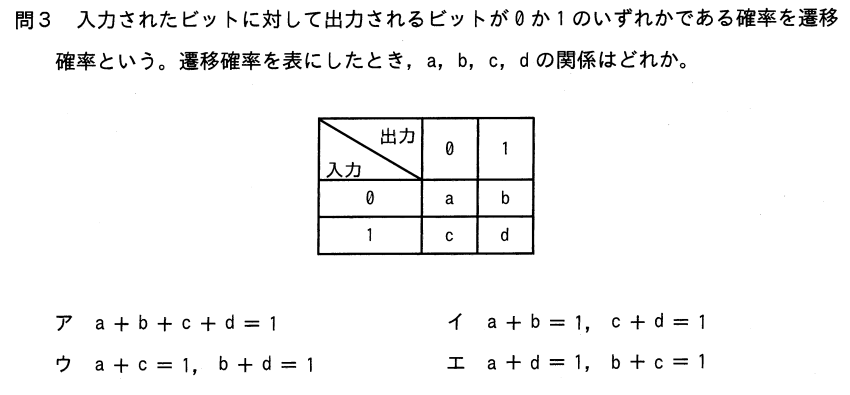 問3　入力されたビットに対して出力されるビットが0か1のいずれかである確率を遷移
確率という。遷移確率を表にしたとき，a，b，c，dの関係はどれか。
出力
入力
0 1
0 a b
1 c d
ア a＋b＋c＋d＝1 イ a＋b＝1，c＋d＝1
ウ a＋c＝1，b＋d＝1 エ a＋d＝1，b＋c＝1